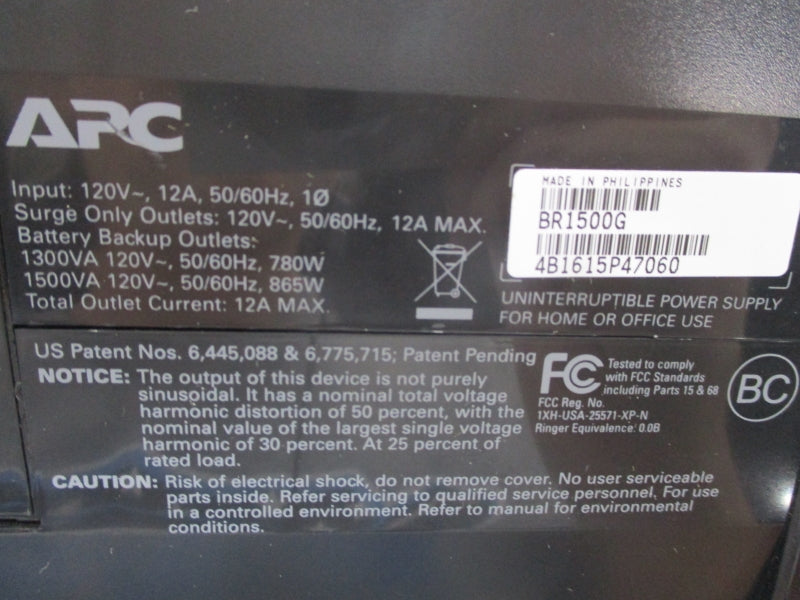 APC
Input: 120V~, 12A, 50/60Hz, 1Ø
Surge Only Outlets: 120V~, 50/60Hz, 12A MAX.
Battery Backup Outlets:
1300VA 120V~, 50/60Hz, 780W
1500VA 120V~, 50/60Hz, 865W
Total Outlet Current: 12A MAX.
MADE IN PHILIPPINES
BR1500G
4B1615P47060
UNINTERRUPTIBLE POWER SUPPLY
FOR HOME OR OFFICE USE
US Patent Nos. 6,445,088 & 6,775,715; Patent Pending
NOTICE: The output of this device is not purely
sinusoidal. It has a nominal total voltage
harmonic distortion of 50 percent, with the
nominal value of the largest single voltage
harmonic of 30 percent. At 25 percent of
rated load.
FC Tested to comply
with FCC Standards
including Parts 15 & 68
FCC Reg. No.
1XH-USA-25571-XP-N
Ringer Equivalence: 0.0B
BC
CAUTION: Risk of electrical shock, do not remove cover. No user serviceable
parts inside. Refer servicing to qualified service personnel. For use
in a controlled environment. Refer to manual for environmental
conditions.